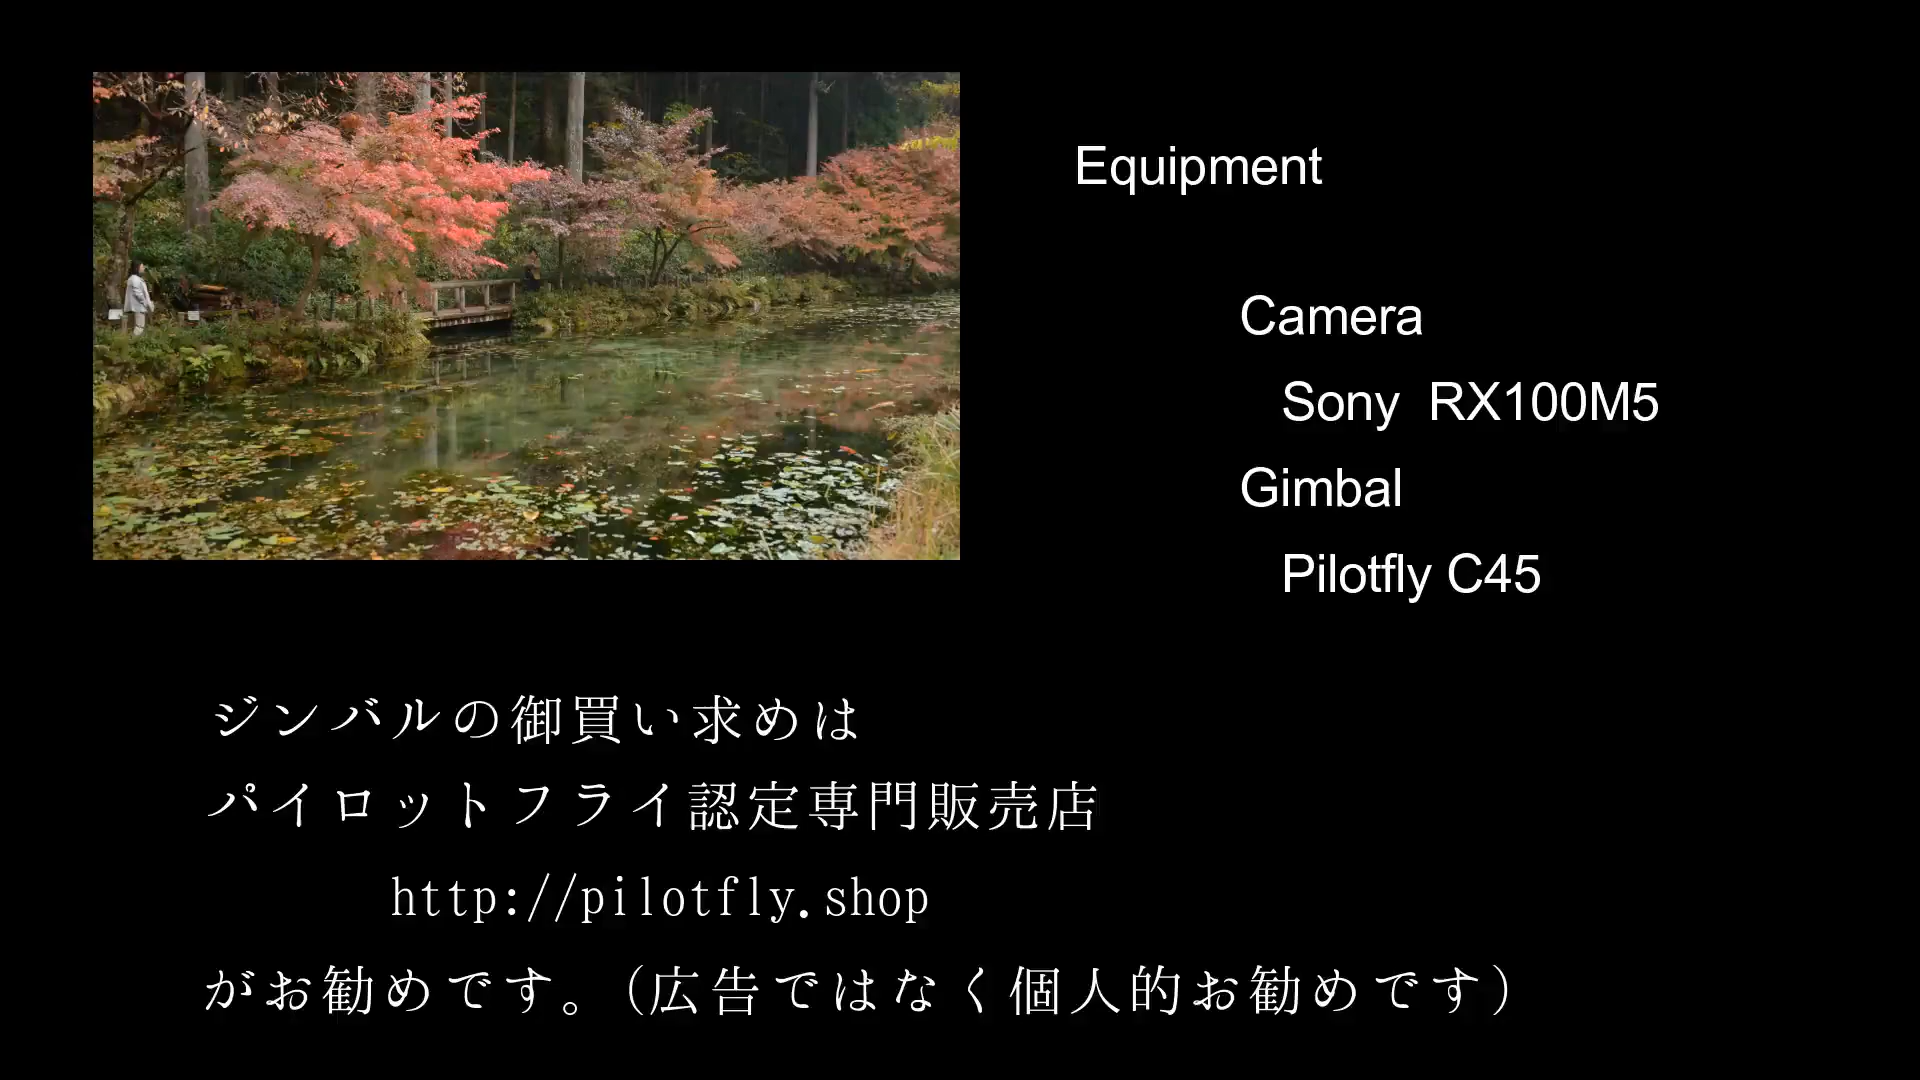 Equipment
Camera
Sony RX100M5
Gimbal
Pilotfly C45
ジンバルの御買い求めは
パイロットフライ認定専門販売店
http://pilotfly.shop
がお勧めです。（広告ではなく個人的お勧めです）